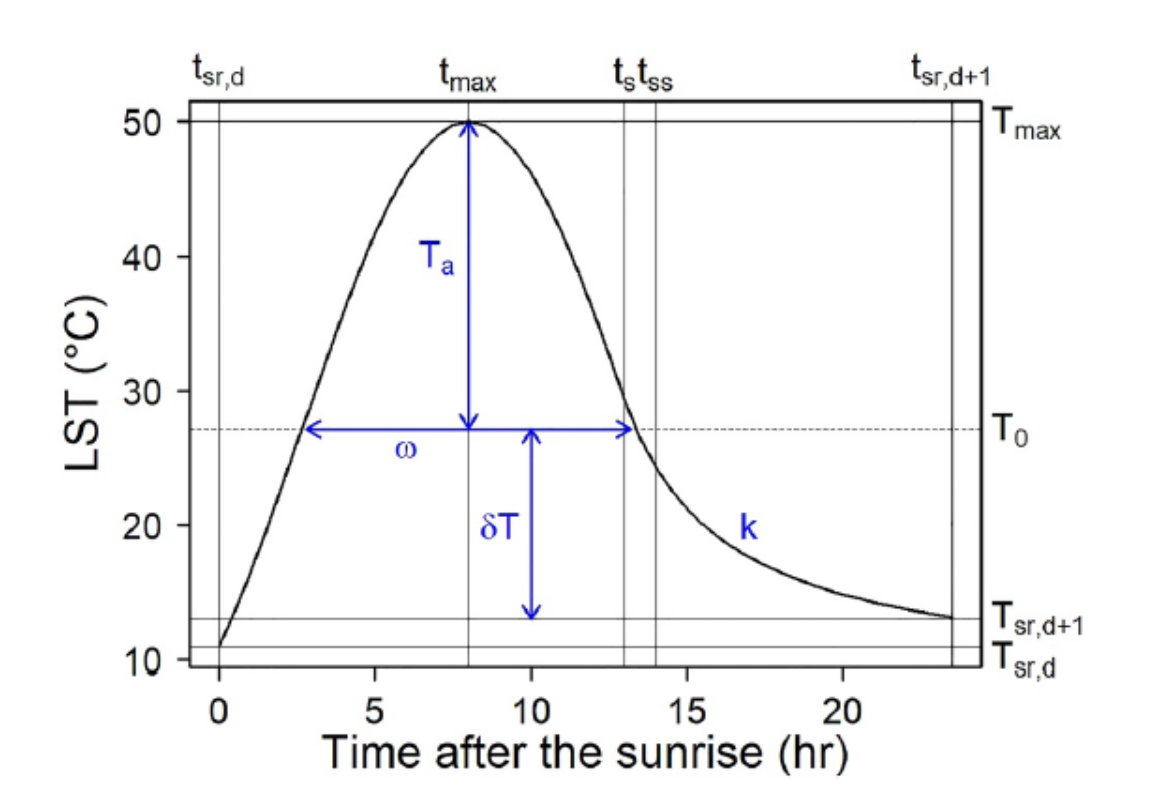 t_sr,d t_max t_s t_ss t_sr,d+1
50 T_max
40 T_a
LST (°C)
30
T_0
ω
20 δT k
T_sr,d+1
10 T_sr,d
0 5 10 15 20
Time after the sunrise (hr)